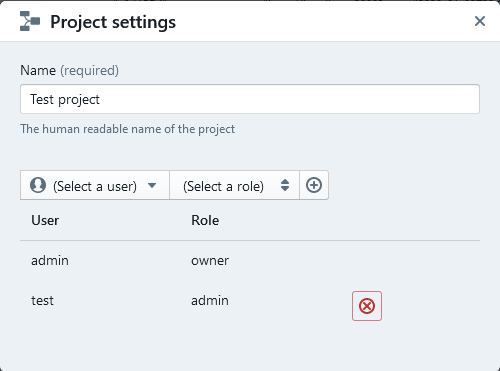 Project settings
Name (required)
Test project
The human readable name of the project
(Select a user) (Select a role)
User Role
admin owner
test admin